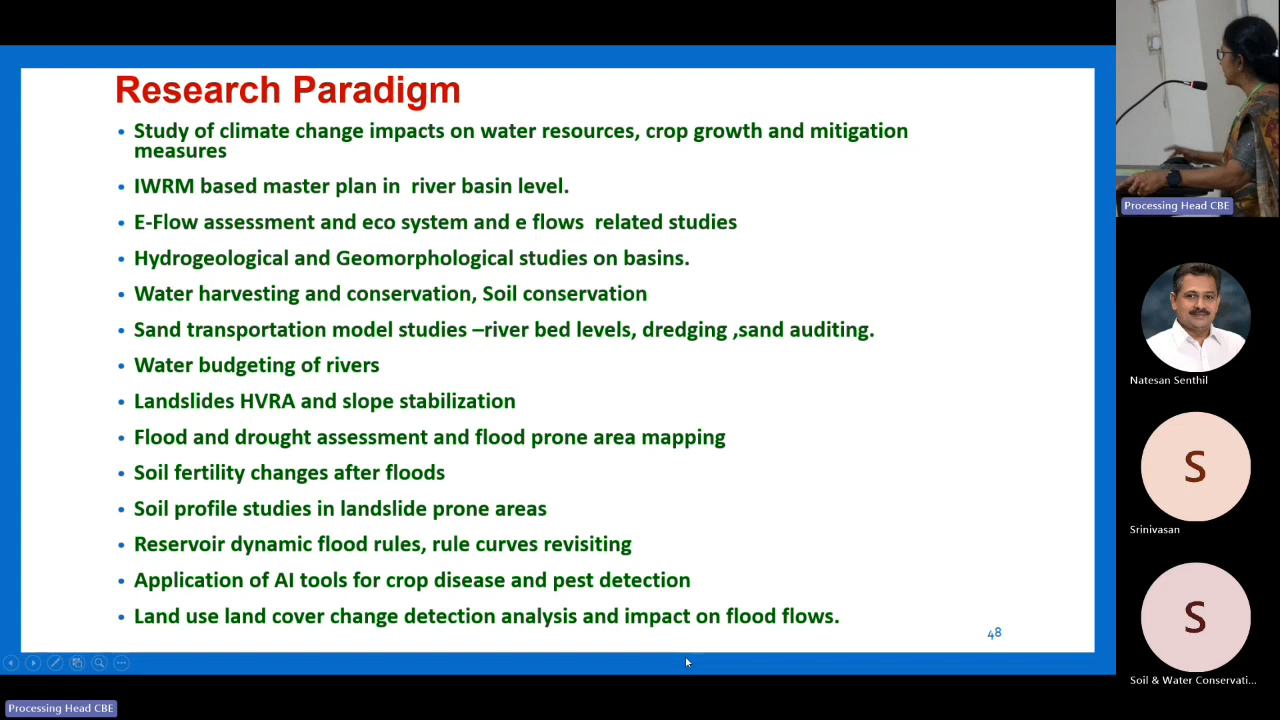 Research Paradigm
• Study of climate change impacts on water resources, crop growth and mitigation
measures
• IWRM based master plan in river basin level.
• E-Flow assessment and eco system and e flows related studies
• Hydrogeological and Geomorphological studies on basins.
• Water harvesting and conservation, Soil conservation
• Sand transportation model studies –river bed levels, dredging ,sand auditing.
• Water budgeting of rivers
• Landslides HVRA and slope stabilization
• Flood and drought assessment and flood prone area mapping
• Soil fertility changes after floods
• Soil profile studies in landslide prone areas
• Reservoir dynamic flood rules, rule curves revisiting
• Application of AI tools for crop disease and pest detection
• Land use land cover change detection analysis and impact on flood flows.
48
Processing Head CBE
Natesan Senthil
S
Srinivasan
S
Soil & Water Conservati...
Processing Head CBE